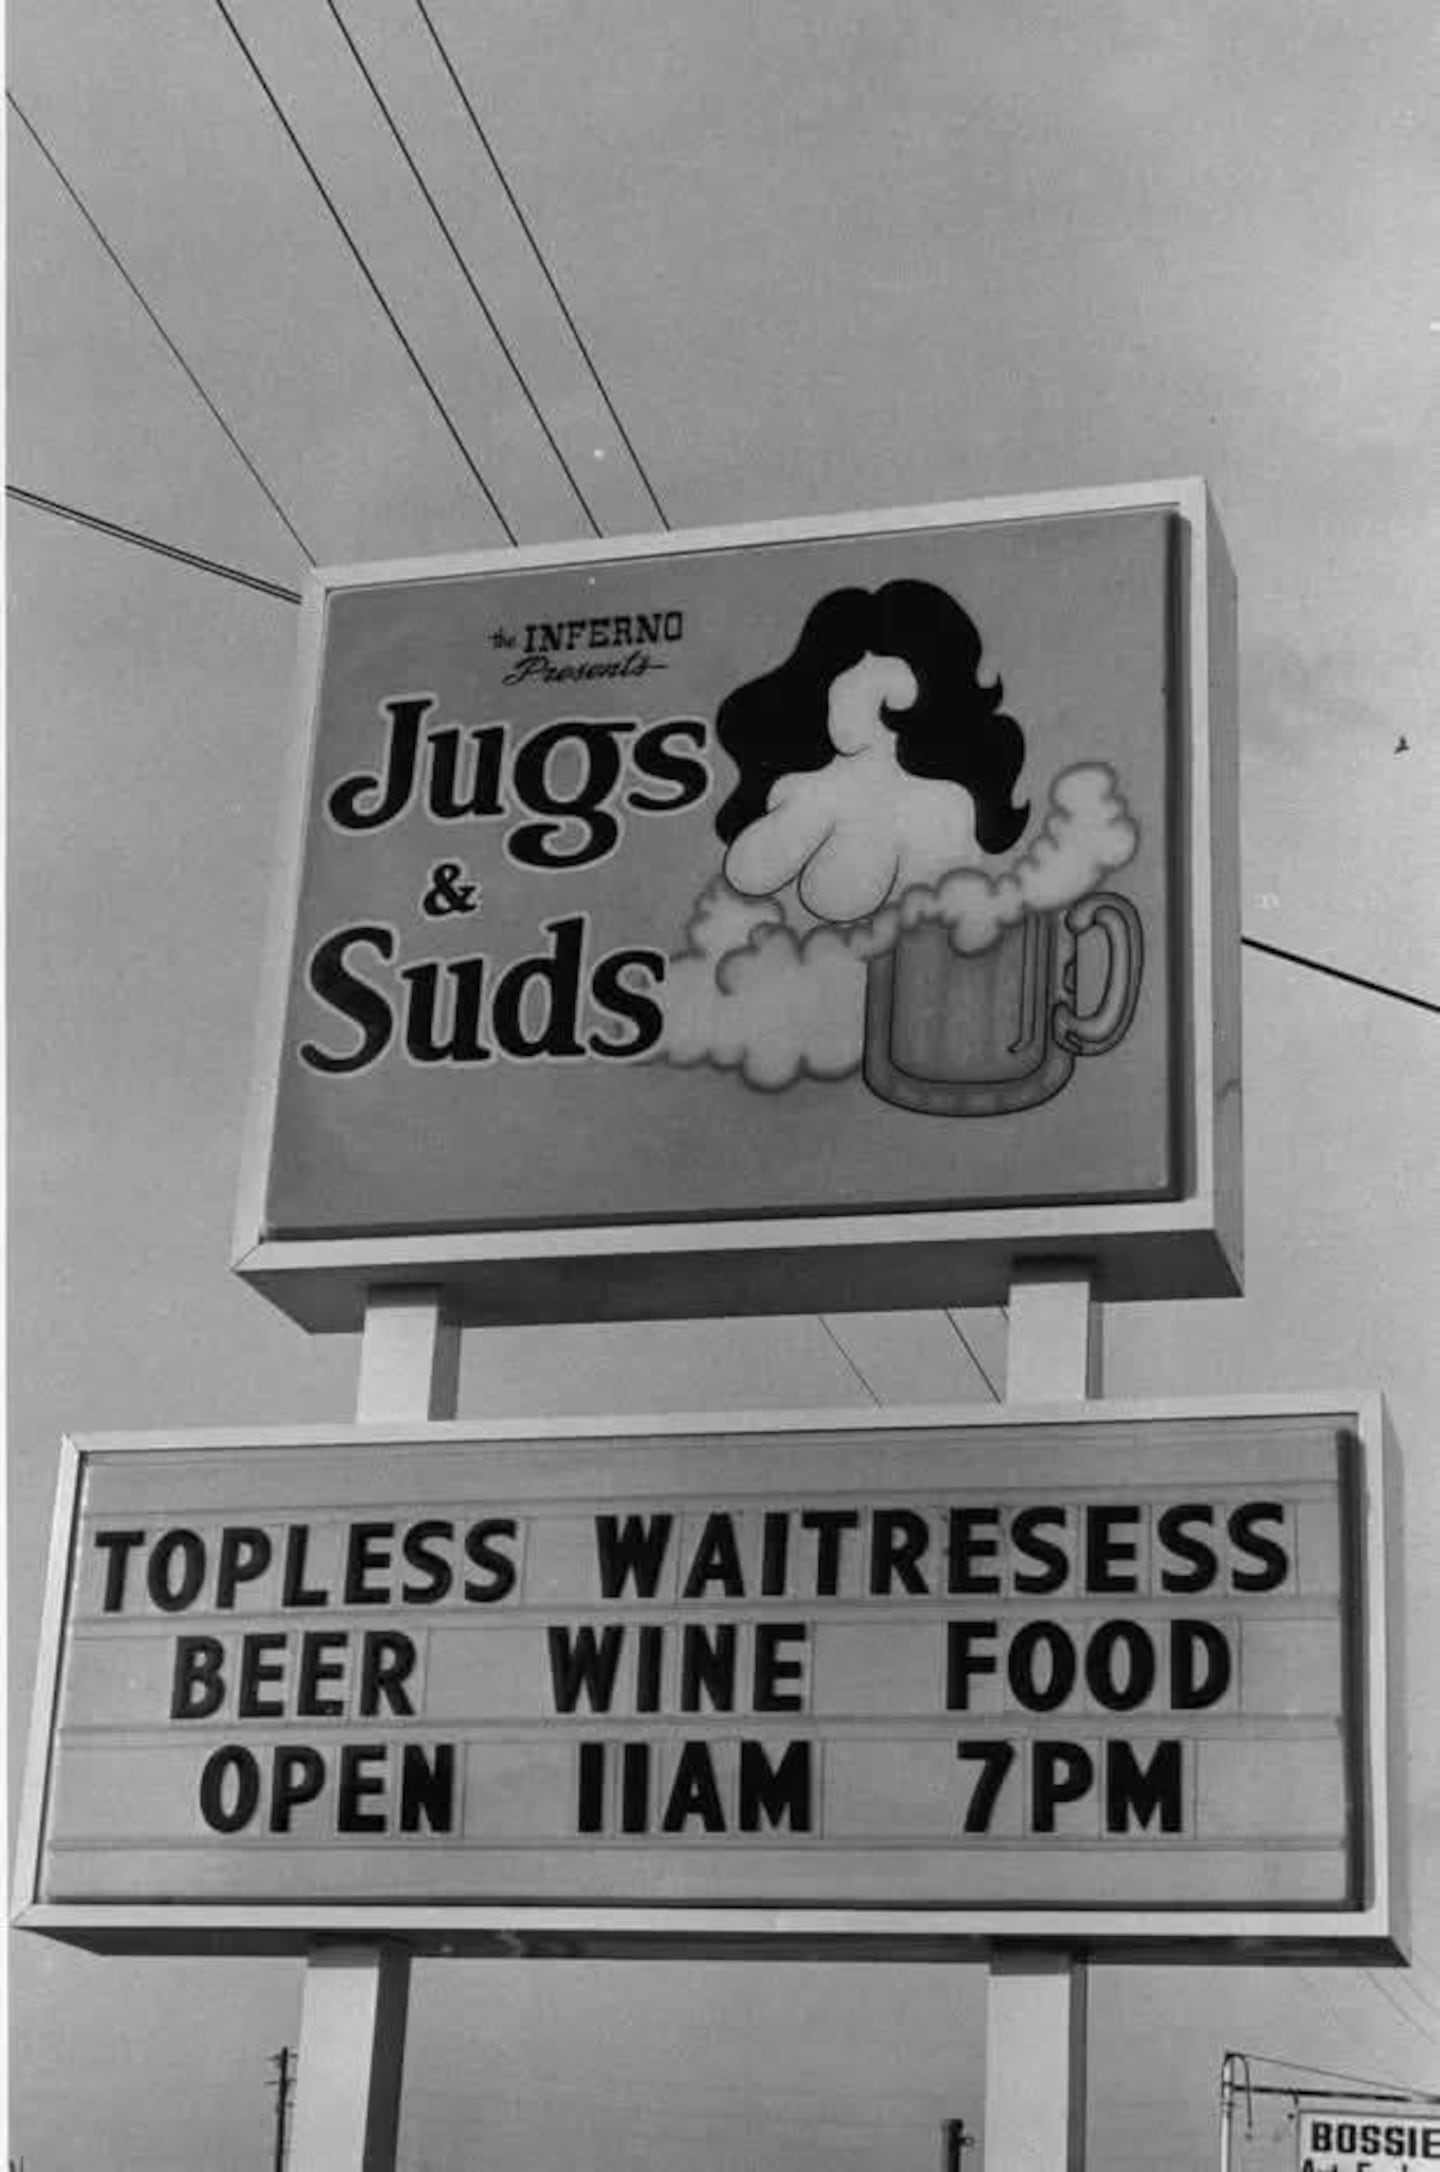 the INFERNO
Presents
Jugs
&
Suds
TOPLESS WAITRESESS
BEER WINE FOOD
OPEN 11AM 7PM
BOSSIE